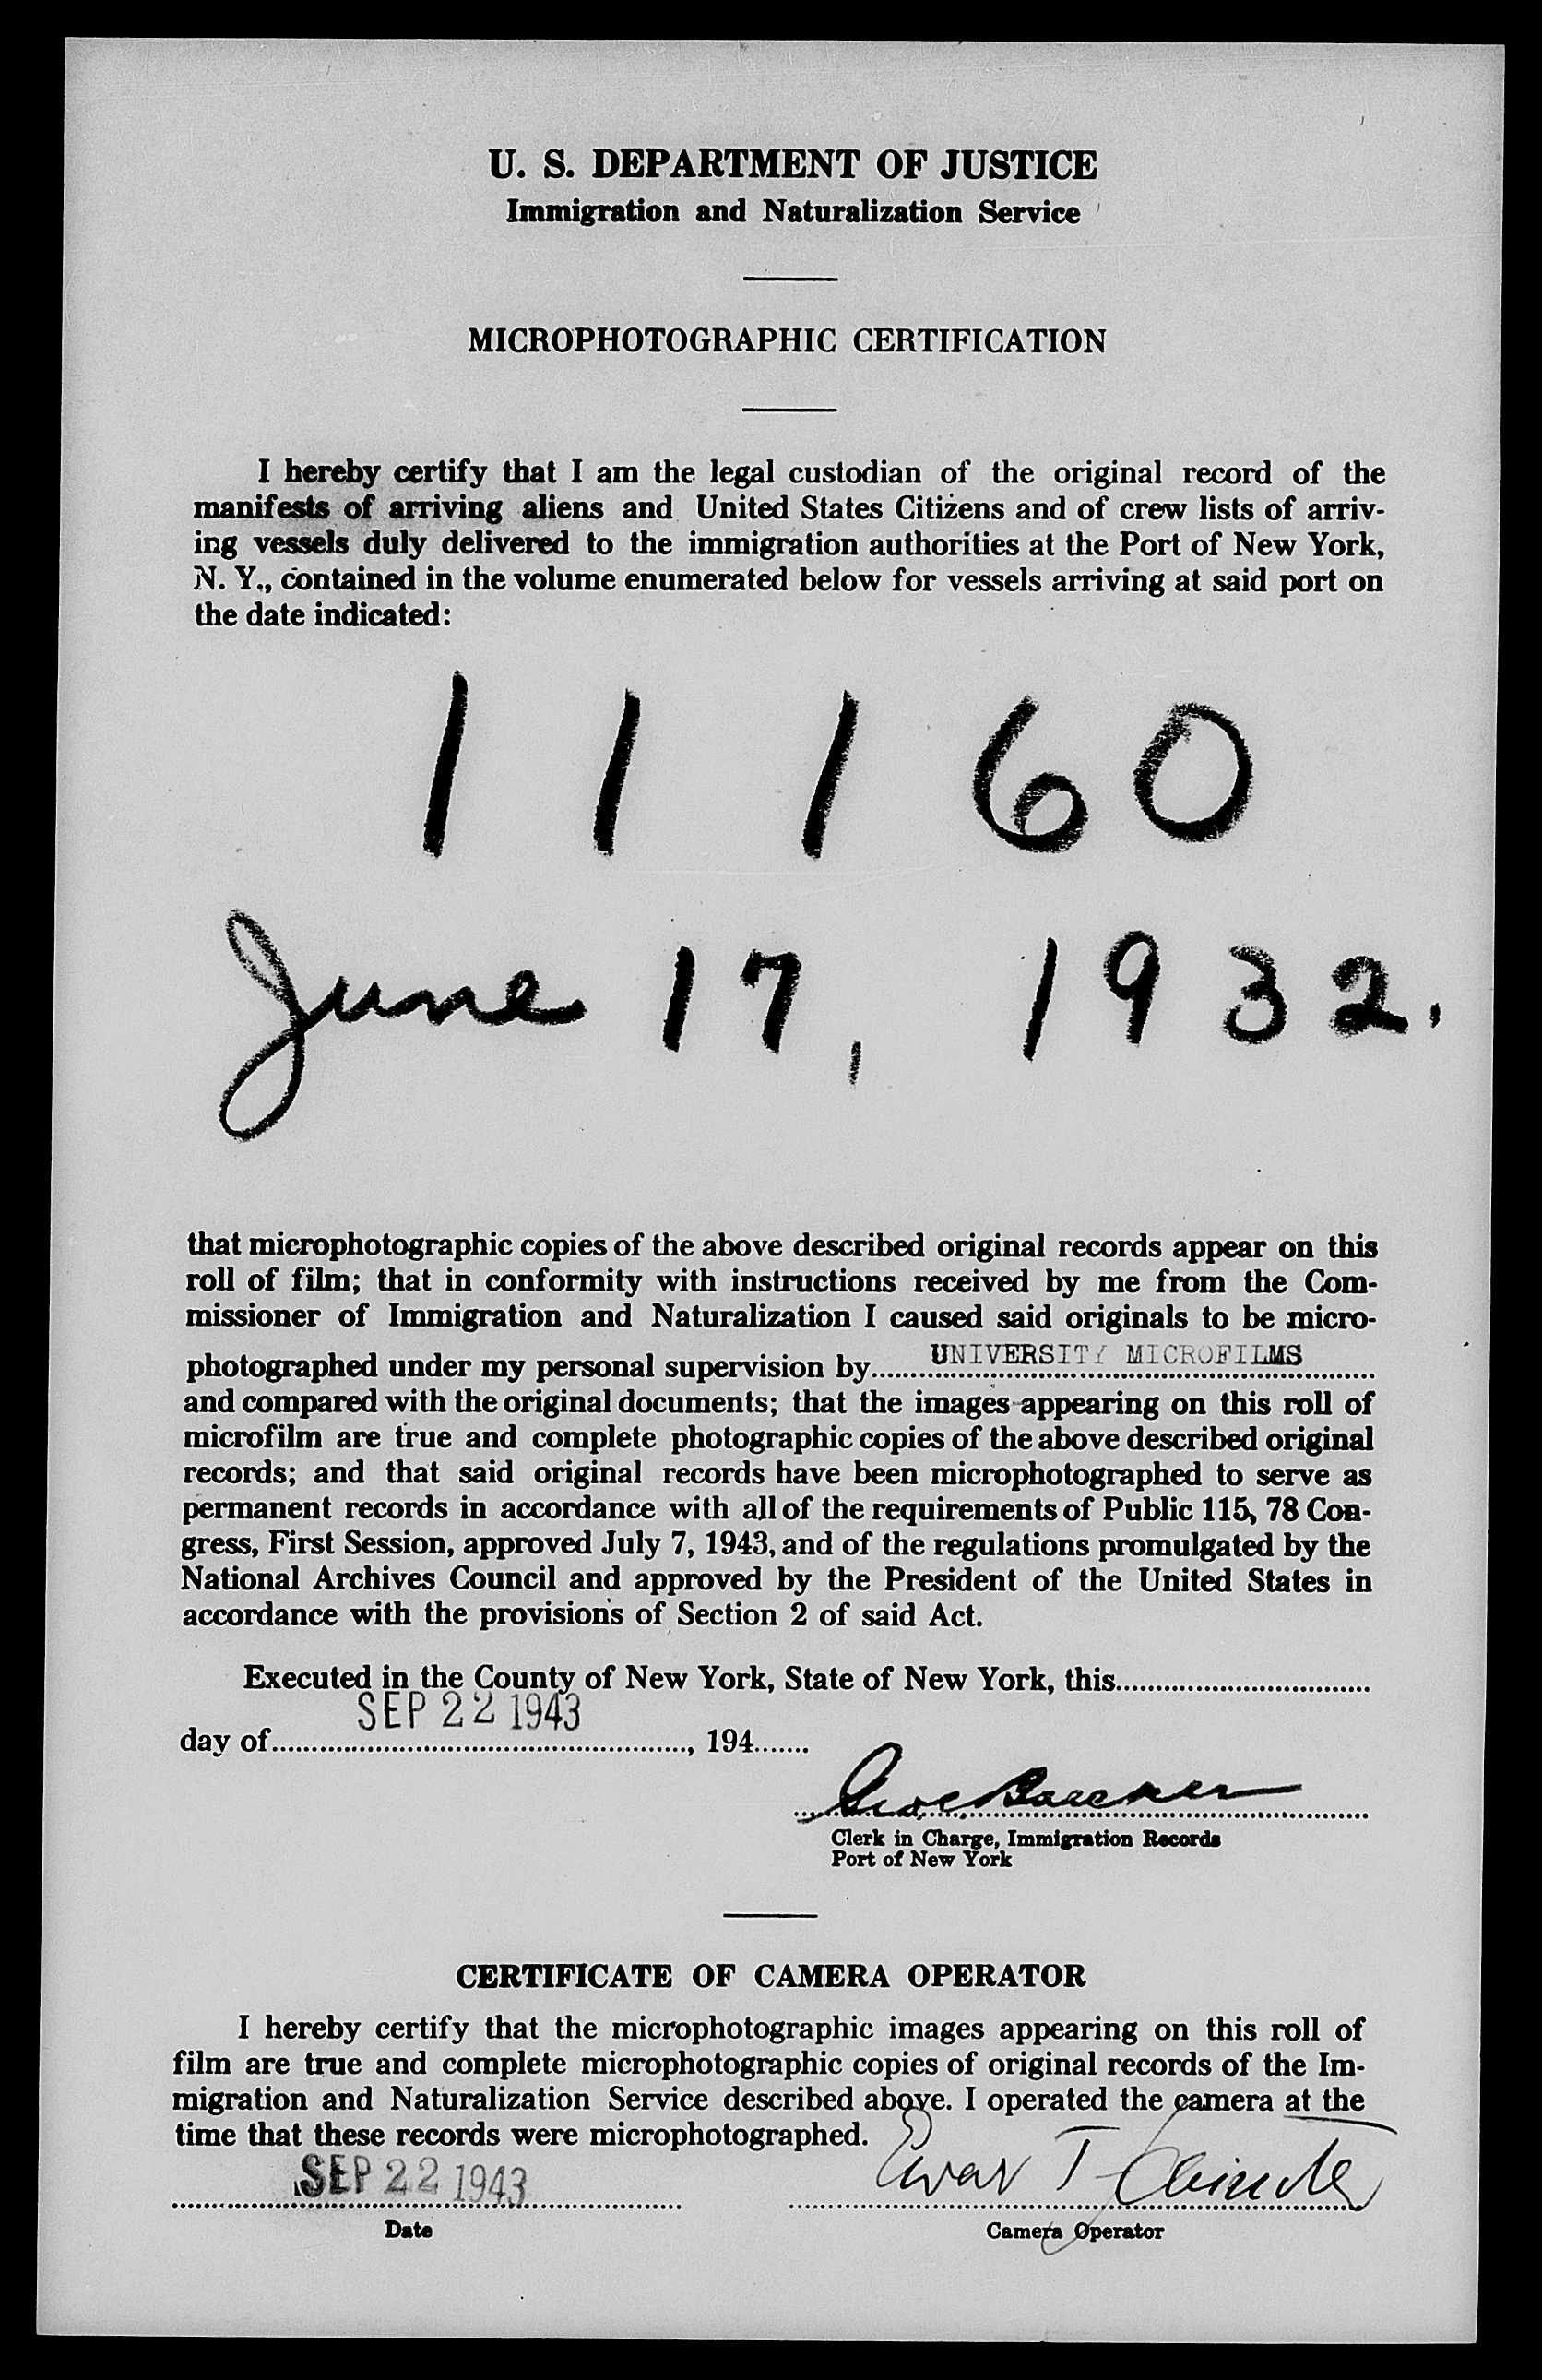 U. S. DEPARTMENT OF JUSTICE
Immigration and Naturalization Service
MICROPHOTOGRAPHIC CERTIFICATION
I hereby certify that I am the legal custodian of the original record of the
manifests of arriving aliens and United States Citizens and of crew lists of arriv-
ing vessels duly delivered to the immigration authorities at the Port of New York,
N. Y., contained in the volume enumerated below for vessels arriving at said port on
the date indicated:
11160
June 17, 1932.
that microphotographic copies of the above described original records appear on this
roll of film; that in conformity with instructions received by me from the Com-
missioner of Immigration and Naturalization I caused said originals to be micro-
photographed under my personal supervision by UNIVERSITY MICROFILMS
and compared with the original documents; that the images appearing on this roll of
microfilm are true and complete photographic copies of the above described original
records; and that said original records have been microphotographed to serve as
permanent records in accordance with all of the requirements of Public 115, 78 Con-
gress, First Session, approved July 7, 1943, and of the regulations promulgated by the
National Archives Council and approved by the President of the United States in
accordance with the provisions of Section 2 of said Act.
Executed in the County of New York, State of New York, this
day of SEP 22 1943, 194
Clerk in Charge, Immigration Records
Port of New York
CERTIFICATE OF CAMERA OPERATOR
I hereby certify that the microphotographic images appearing on this roll of
film are true and complete microphotographic copies of original records of the Im-
migration and Naturalization Service described above. I operated the camera at the
time that these records were microphotographed.
SEP 22 1943
Date
Camera Operator